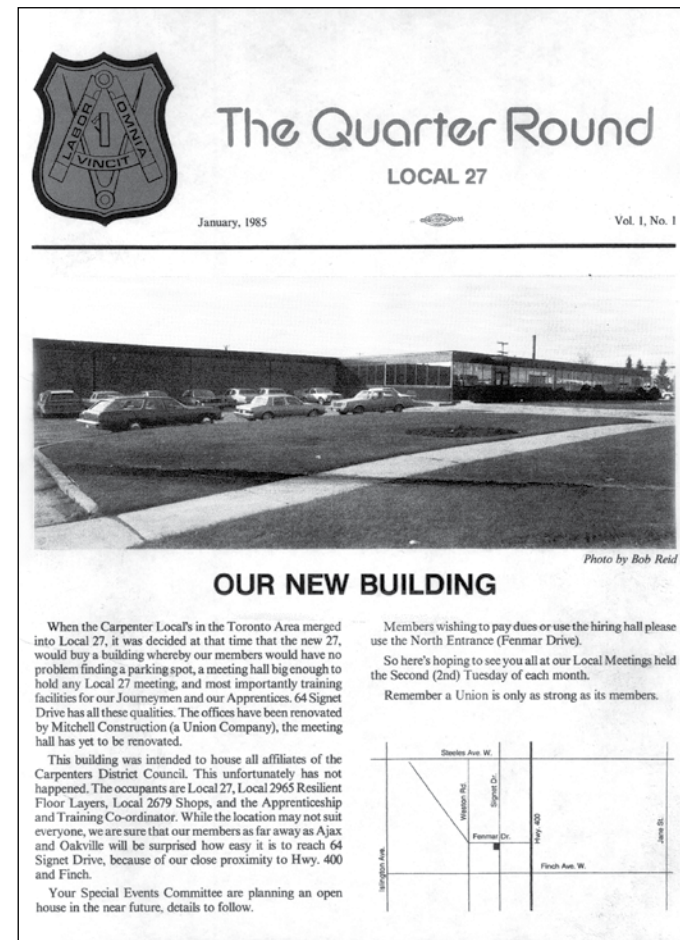 LABOR OMNIA
VINCIT
The Quarter Round
LOCAL 27
January, 1985
Vol. 1, No. 1
Photo by Bob Reid
OUR NEW BUILDING
When the Carpenter Local's in the Toronto Area merged
into Local 27, it was decided at that time that the new 27,
would buy a building whereby our members would have no
problem finding a parking spot, a meeting hall big enough to
hold any Local 27 meeting, and most importantly training
facilities for our Journeymen and our Apprentices. 64 Signet
Drive has all these qualities. The offices have been renovated
by Mitchell Construction (a Union Company), the meeting
hall has yet to be renovated.
This building was intended to house all affiliates of the
Carpenters District Council. This unfortunately has not
happened. The occupants are Local 27, Local 2965 Resilient
Floor Layers, Local 2679 Shops, and the Apprenticeship
and Training Co-ordinator. While the location may not suit
everyone, we are sure that our members as far away as Ajax
and Oakville will be surprised how easy it is to reach 64
Signet Drive, because of our close proximity to Hwy. 400
and Finch.
Your Special Events Committee are planning an open
house in the near future, details to follow.
Members wishing to pay dues or use the hiring hall please
use the North Entrance (Fenmar Drive).
So here's hoping to see you all at our Local Meetings held
the Second (2nd) Tuesday of each month.
Remember a Union is only as strong as its members.
Steeles Ave. W.
Weston Rd.
Signet Dr.
Hwy. 400
Jane St.
Fenmar Dr.
Finch Ave. W.
Islington Ave.